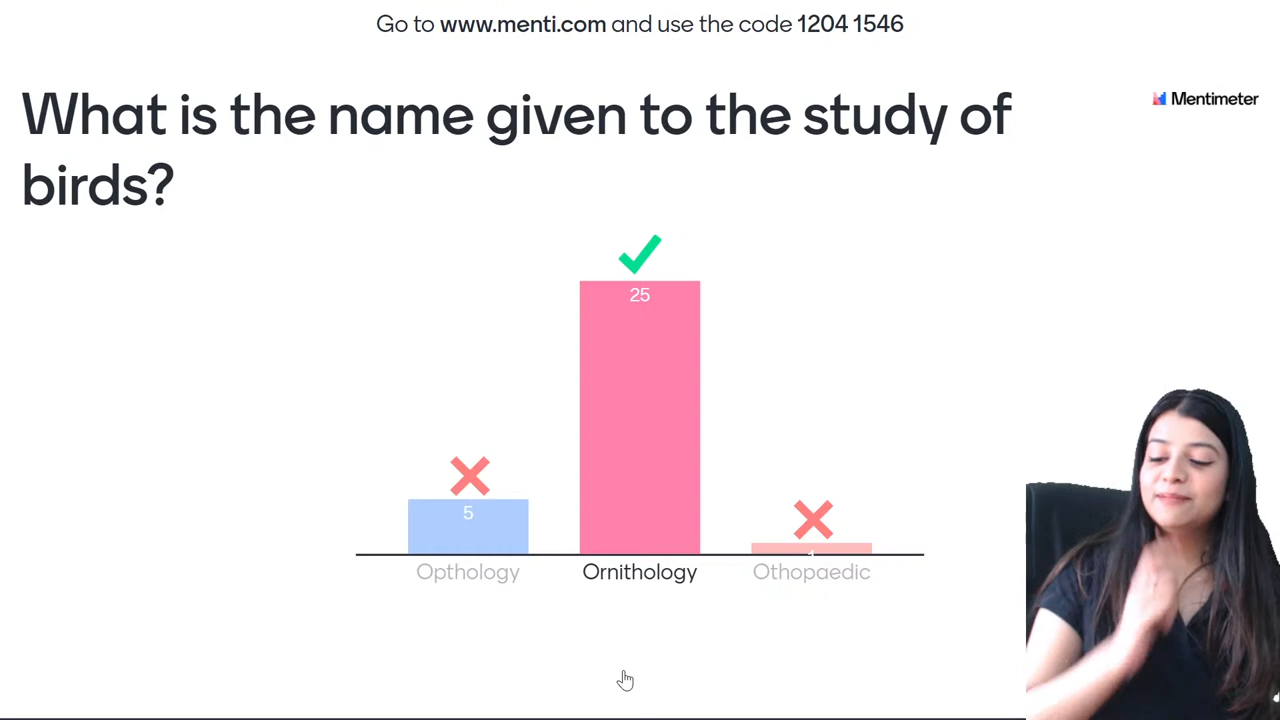 Go to www.menti.com and use the code 1204 1546
What is the name given to the study of
birds?
Mentimeter
25
5
1
Opthology
Ornithology
Othopaedic